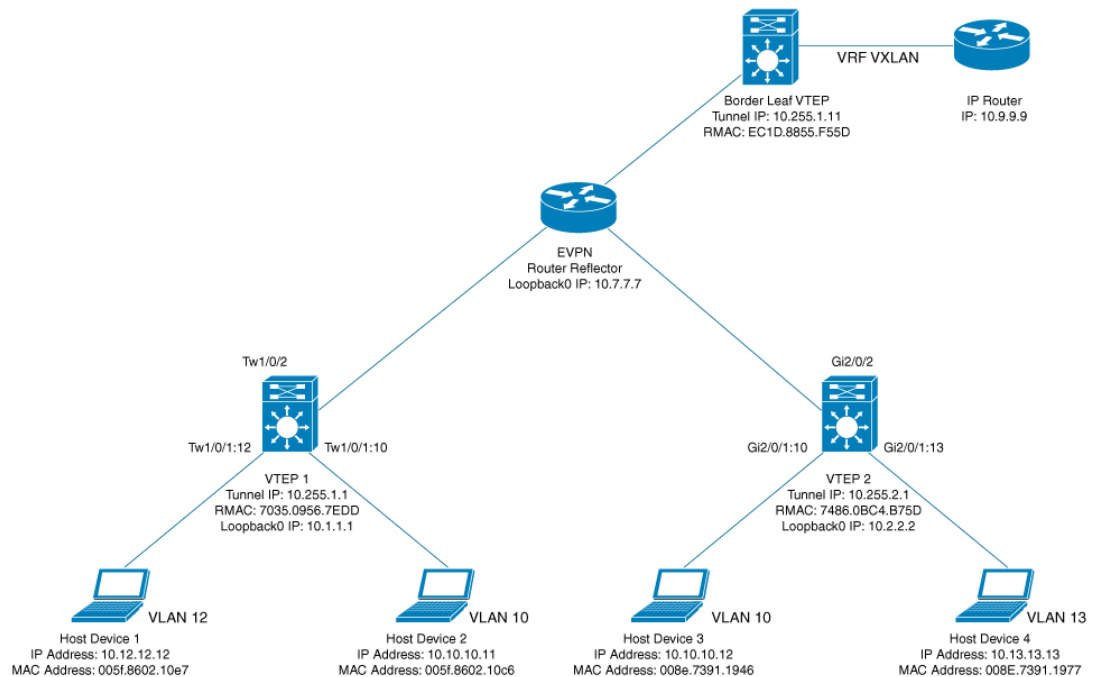 VRF VXLAN
Border Leaf VTEP
Tunnel IP: 10.255.1.11
RMAC: EC1D.8855.F55D
IP Router
IP: 10.9.9.9
EVPN
Router Reflector
Loopback0 IP: 10.7.7.7
Tw1/0/2
Gi2/0/2
Tw1/0/1:12
Tw1/0/1:10
Gi2/0/1:10
Gi2/0/1:13
VTEP 1
Tunnel IP: 10.255.1.1
RMAC: 7035.0956.7EDD
Loopback0 IP: 10.1.1.1
VTEP 2
Tunnel IP: 10.255.2.1
RMAC: 7486.0BC4.B75D
Loopback0 IP: 10.2.2.2
VLAN 12
Host Device 1
IP Address: 10.12.12.12
MAC Address: 005f.8602.10e7
VLAN 10
Host Device 2
IP Address: 10.10.10.11
MAC Address: 005f.8602.10c6
VLAN 10
Host Device 3
IP Address: 10.10.10.12
MAC Address: 008e.7391.1946
VLAN 13
Host Device 4
IP Address: 10.13.13.13
MAC Address: 008E.7391.1977